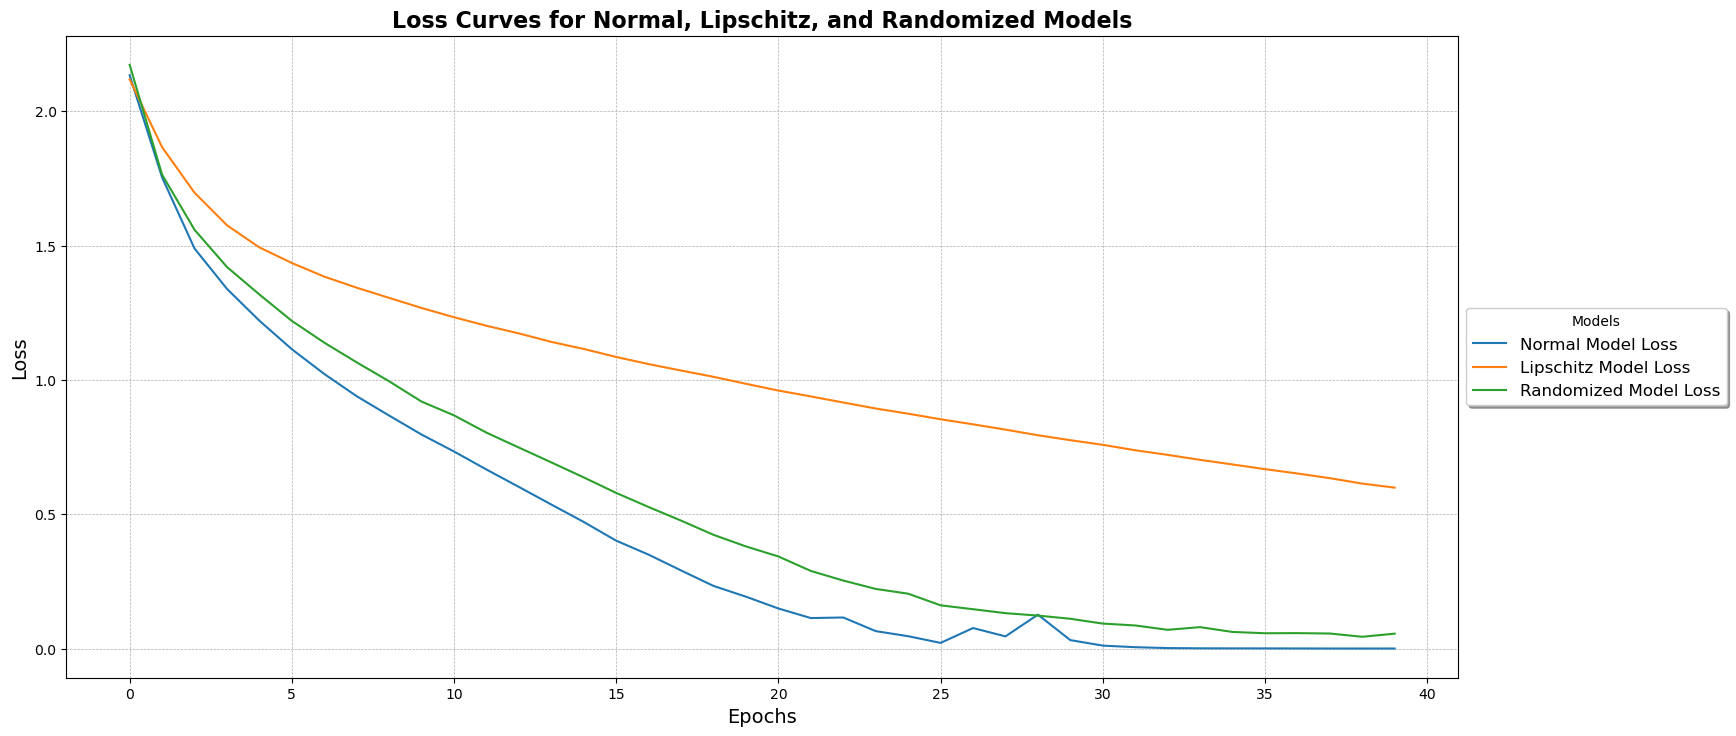 Loss Curves for Normal, Lipschitz, and Randomized Models
Loss
2.0
1.5
1.0
0.5
0.0
0 5 10 15 20 25 30 35 40
Epochs
Models
Normal Model Loss
Lipschitz Model Loss
Randomized Model Loss